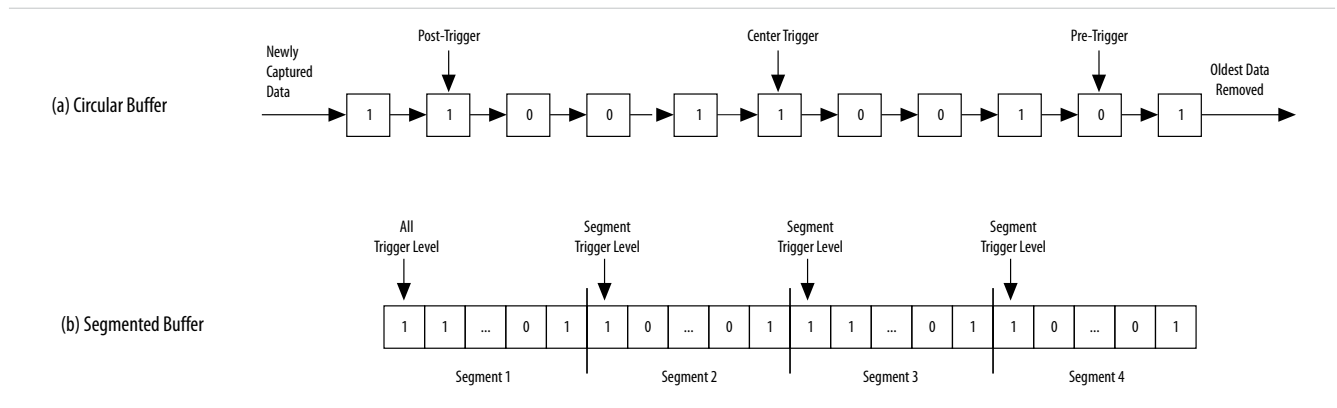 Post-Trigger
Center Trigger
Pre-Trigger
Newly
Captured
Data
Oldest Data
Removed
(a) Circular Buffer
1 1 0 0 1 1 0 0 1 0 1
All
Trigger Level
Segment
Trigger Level
Segment
Trigger Level
Segment
Trigger Level
(b) Segmented Buffer
1 1 ... 0 1 1 0 ... 0 1 1 1 ... 0 1 1 0 ... 0 1
Segment 1
Segment 2
Segment 3
Segment 4